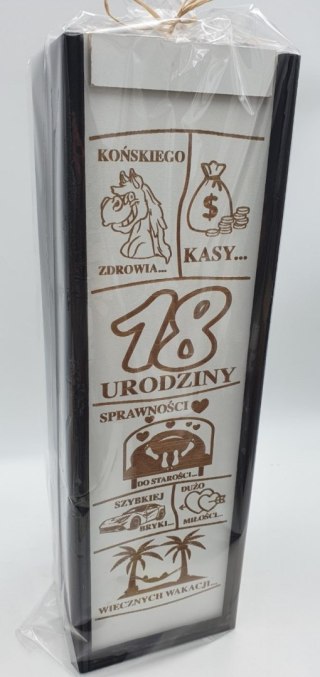 KOŃSKIEGO
ZDROWIA...
$
KASY...
18
URODZINY
SPRAWNOŚCI
DO STAROŚCI...
SZYBKIEJ
BRYKI...
DUŻO
MIŁOŚCI...
WIECZNYCH WAKACJI...